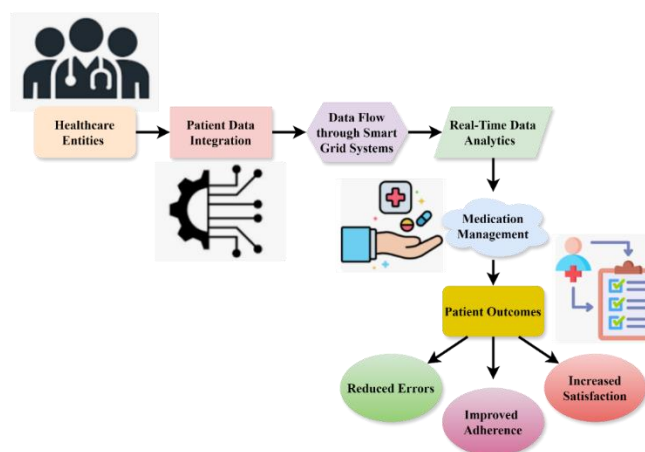 Healthcare
Entities
Patient Data
Integration
Data Flow
through Smart
Grid Systems
Real-Time Data
Analytics
Medication
Management
Patient Outcomes
Reduced Errors
Improved
Adherence
Increased
Satisfaction